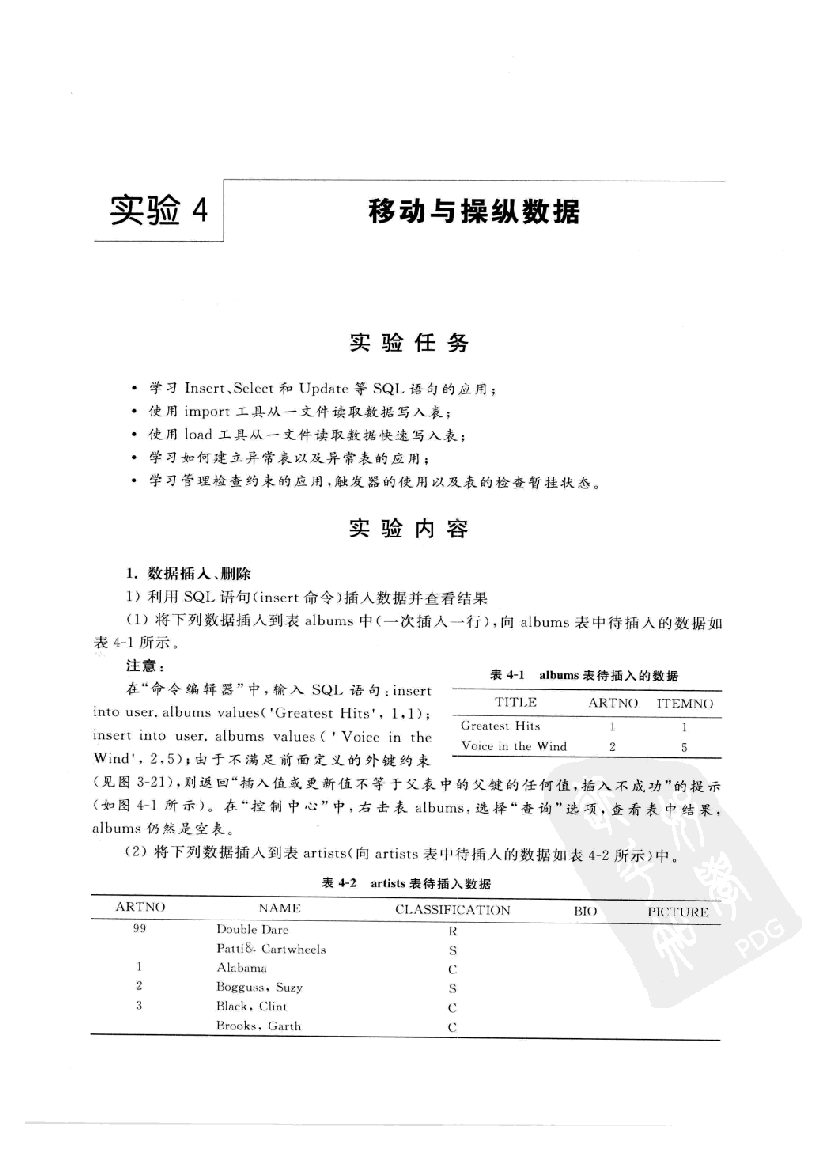 实验 4
移动与操纵数据
实验任务
• 学习 Insert、Select 和 Update 等 SQL 语句的应用；
• 使用 import 工具从一文件读取数据写入表；
• 使用 load 工具从一文件读取数据快速写入表；
• 学习如何建立异常表以及异常表的应用；
• 学习管理检查约束的应用，触发器的使用以及表的检查暂挂状态。
实验内容
1. 数据插入、删除
1) 利用 SQL 语句(insert 命令)插入数据并查看结果
(1) 将下列数据插入到表 albums 中(一次插入一行)，向 albums 表中待插入的数据如
表 4-1 所示。
注意：
在“命令编辑器”中，输入 SQL 语句：insert
into user. albums values('Greatest Hits', 1,1);
insert into user. albums values ( ' Voice in the
Wind', 2,5)；由于不满足前面定义的外键约束
表 4-1 albums 表待插入的数据
TITLE ARTNO ITEMNO
Greatest Hits 1 1
Voice in the Wind 2 5
(见图 3-21)，则返回“插入值或更新值不等于父表中的父键的任何值，插入不成功”的提示
(如图 4-1 所示)。在“控制中心”中，右击表 albums，选择“查询”选项，查看表中结果，
albums 仍然是空表。
(2) 将下列数据插入到表 artists(向 artists 表中待插入的数据如表 4-2 所示)中。
表 4-2 artists 表待插入数据
ARTNO NAME CLASSIFICATION BIO PICTURE
99 Double Dare R
Patti& Cartwheels S
1 Alabama C
2 Bogguss, Suzy S
3 Black, Clint C
Brooks, Garth C
PDG